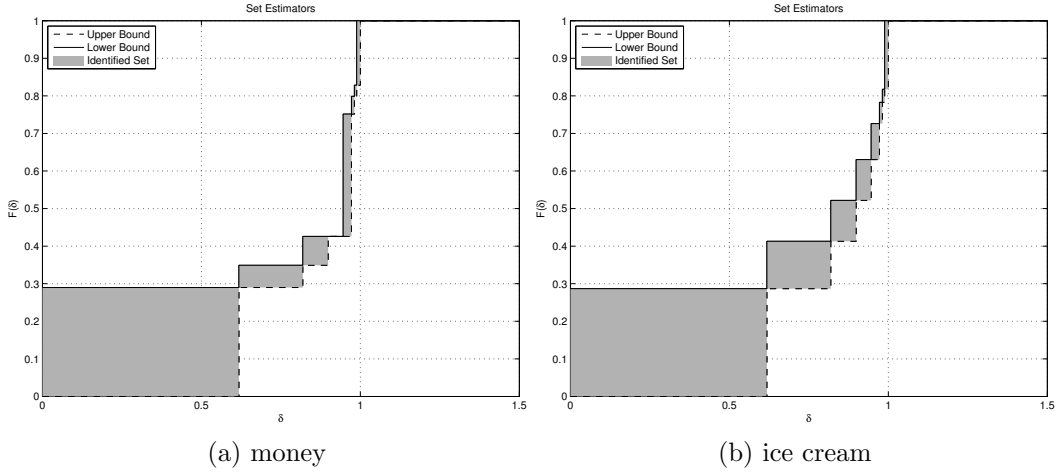 Set Estimators
Upper Bound
Lower Bound
Identified Set
1
0.9
0.8
0.7
0.6
0.5
0.4
0.3
0.2
0.1
0
F(δ)
0 0.5 1 1.5
δ
(a) money
Set Estimators
Upper Bound
Lower Bound
Identified Set
1
0.9
0.8
0.7
0.6
0.5
0.4
0.3
0.2
0.1
0
F(δ)
0 0.5 1 1.5
δ
(b) ice cream